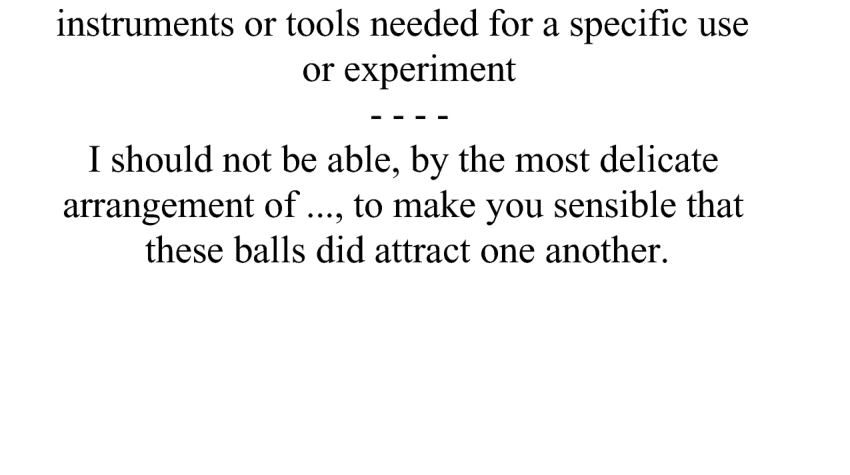 instruments or tools needed for a specific use
or experiment
- - - -
I should not be able, by the most delicate
arrangement of ..., to make you sensible that
these balls did attract one another.